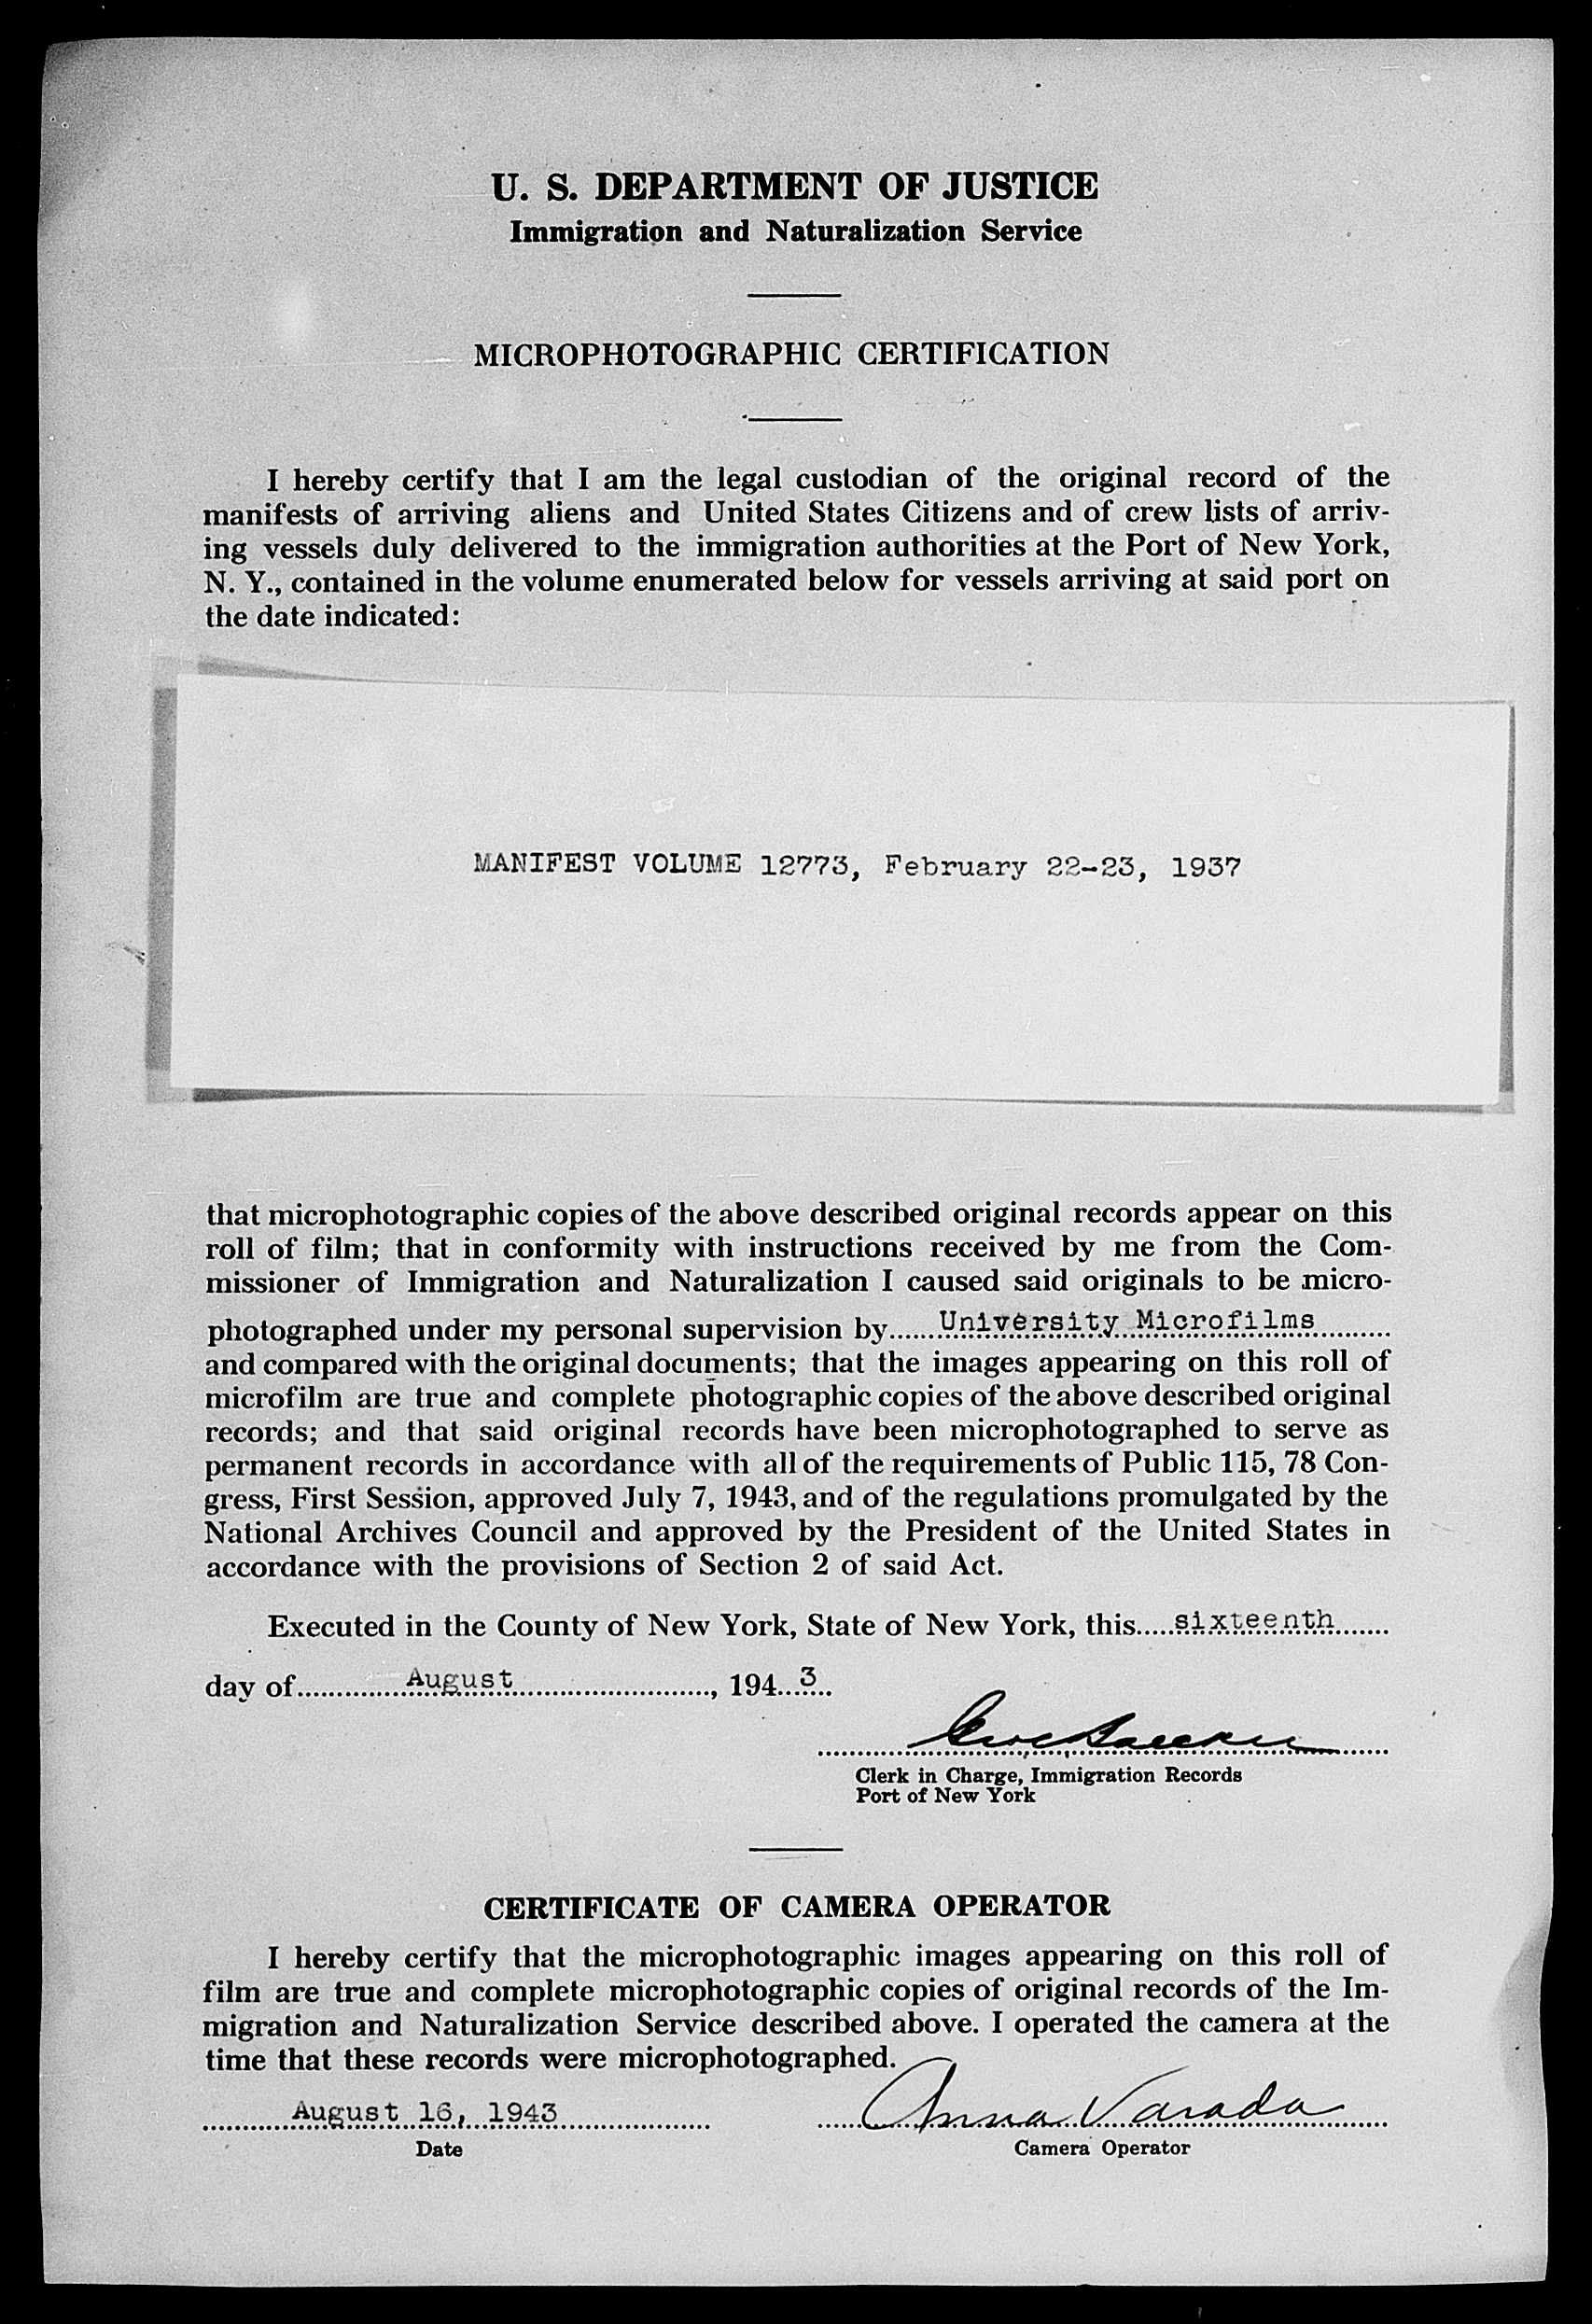 U. S. DEPARTMENT OF JUSTICE
Immigration and Naturalization Service
MICROPHOTOGRAPHIC CERTIFICATION
I hereby certify that I am the legal custodian of the original record of the
manifests of arriving aliens and United States Citizens and of crew lists of arriv-
ing vessels duly delivered to the immigration authorities at the Port of New York,
N. Y., contained in the volume enumerated below for vessels arriving at said port on
the date indicated:
MANIFEST VOLUME 12773, February 22-23, 1937
that microphotographic copies of the above described original records appear on this
roll of film; that in conformity with instructions received by me from the Com-
missioner of Immigration and Naturalization I caused said originals to be micro-
photographed under my personal supervision by University Microfilms
and compared with the original documents; that the images appearing on this roll of
microfilm are true and complete photographic copies of the above described original
records; and that said original records have been microphotographed to serve as
permanent records in accordance with all of the requirements of Public 115, 78 Con-
gress, First Session, approved July 7, 1943, and of the regulations promulgated by the
National Archives Council and approved by the President of the United States in
accordance with the provisions of Section 2 of said Act.
Executed in the County of New York, State of New York, this sixteenth
day of August, 1943
Clerk in Charge, Immigration Records
Port of New York
CERTIFICATE OF CAMERA OPERATOR
I hereby certify that the microphotographic images appearing on this roll of
film are true and complete microphotographic copies of original records of the Im-
migration and Naturalization Service described above. I operated the camera at the
time that these records were microphotographed.
August 16, 1943 Anna Varada
Date Camera Operator